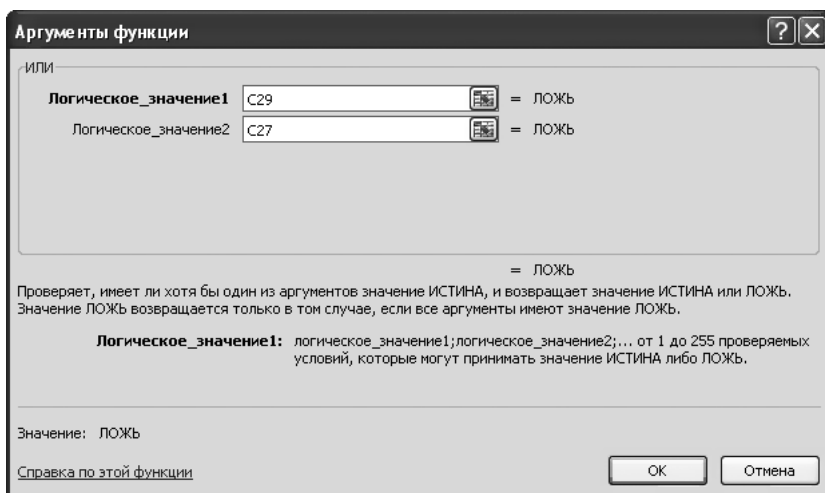 Аргументы функции
ИЛИ
Логическое_значение1 C29 = ЛОЖЬ
Логическое_значение2 C27 = ЛОЖЬ
= ЛОЖЬ
Проверяет, имеет ли хотя бы один из аргументов значение ИСТИНА, и возвращает значение ИСТИНА или ЛОЖЬ.
Значение ЛОЖЬ возвращается только в том случае, если все аргументы имеют значение ЛОЖЬ.
Логическое_значение1: логическое_значение1;логическое_значение2;... от 1 до 255 проверяемых
условий, которые могут принимать значение ИСТИНА либо ЛОЖЬ.
Значение: ЛОЖЬ
Справка по этой функции ОК Отмена